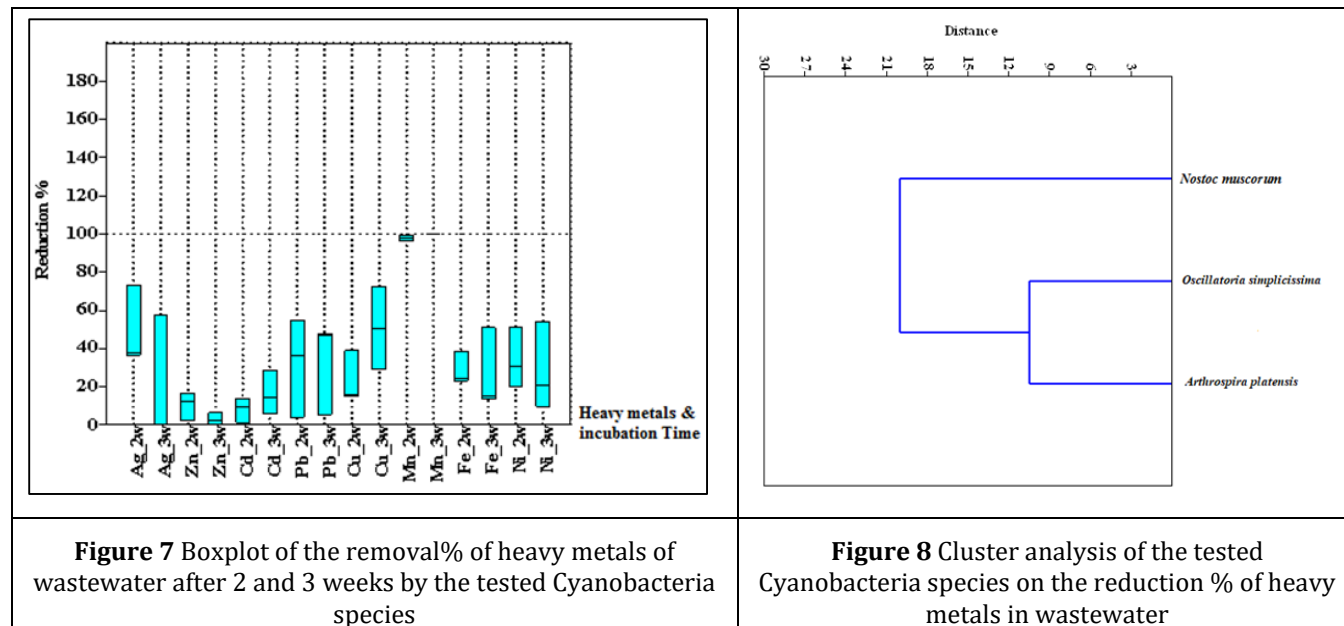 180
160
140
120
100
80
60
40
20
0
Reduction %
Ag_2w
Ag_3w
Zn_2w
Zn_3w
Cd_2w
Cd_3w
Pb_2w
Pb_3w
Cu_2w
Cu_3w
Mn_2w
Mn_3w
Fe_2w
Fe_3w
Ni_2w
Ni_3w
Heavy metals &
incubation Time
Figure 7 Boxplot of the removal% of heavy metals of
wastewater after 2 and 3 weeks by the tested Cyanobacteria
species
Distance
30
27
24
21
18
15
12
9
6
3
Nostoc muscorum
Oscillatoria simplicissima
Arthrospira platensis
Figure 8 Cluster analysis of the tested
Cyanobacteria species on the reduction % of heavy
metals in wastewater